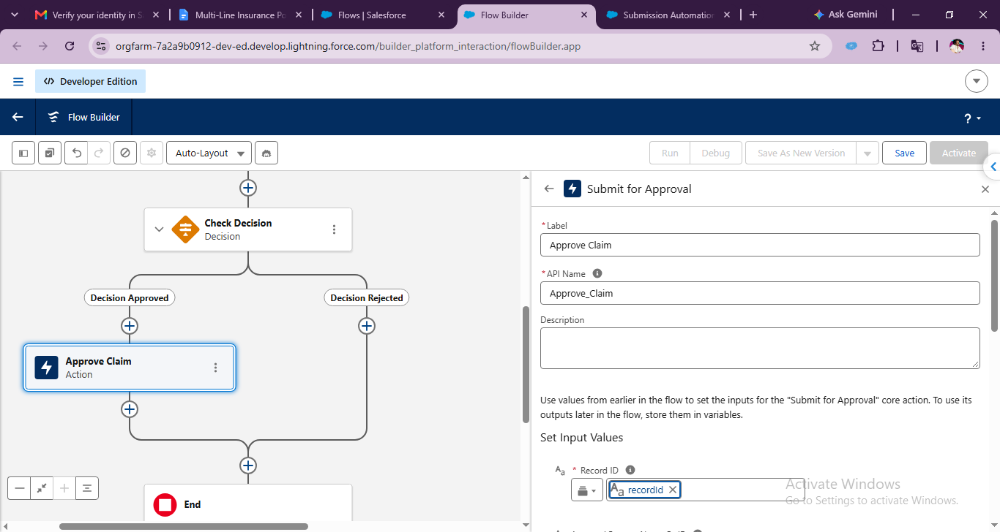 Verify your identity in S
Multi-Line Insurance Po
Flows | Salesforce
Flow Builder
Submission Automation
Ask Gemini
orgfarm-7a2a9b0912-dev-ed.develop.lightning.force.com/builder_platform_interaction/flowBuilder.app
</> Developer Edition
Flow Builder
?
Auto-Layout
Run
Debug
Save As New Version
Save
Activate
Check Decision
Decision
Decision Approved
Decision Rejected
Approve Claim
Action
End
Submit for Approval
* Label
Approve Claim
* API Name
Approve_Claim
Description
Use values from earlier in the flow to set the inputs for the "Submit for Approval" core action. To use its
outputs later in the flow, store them in variables.
Set Input Values
Aa * Record ID
Aa recordId
Activate Windows
Go to Settings to activate Windows.